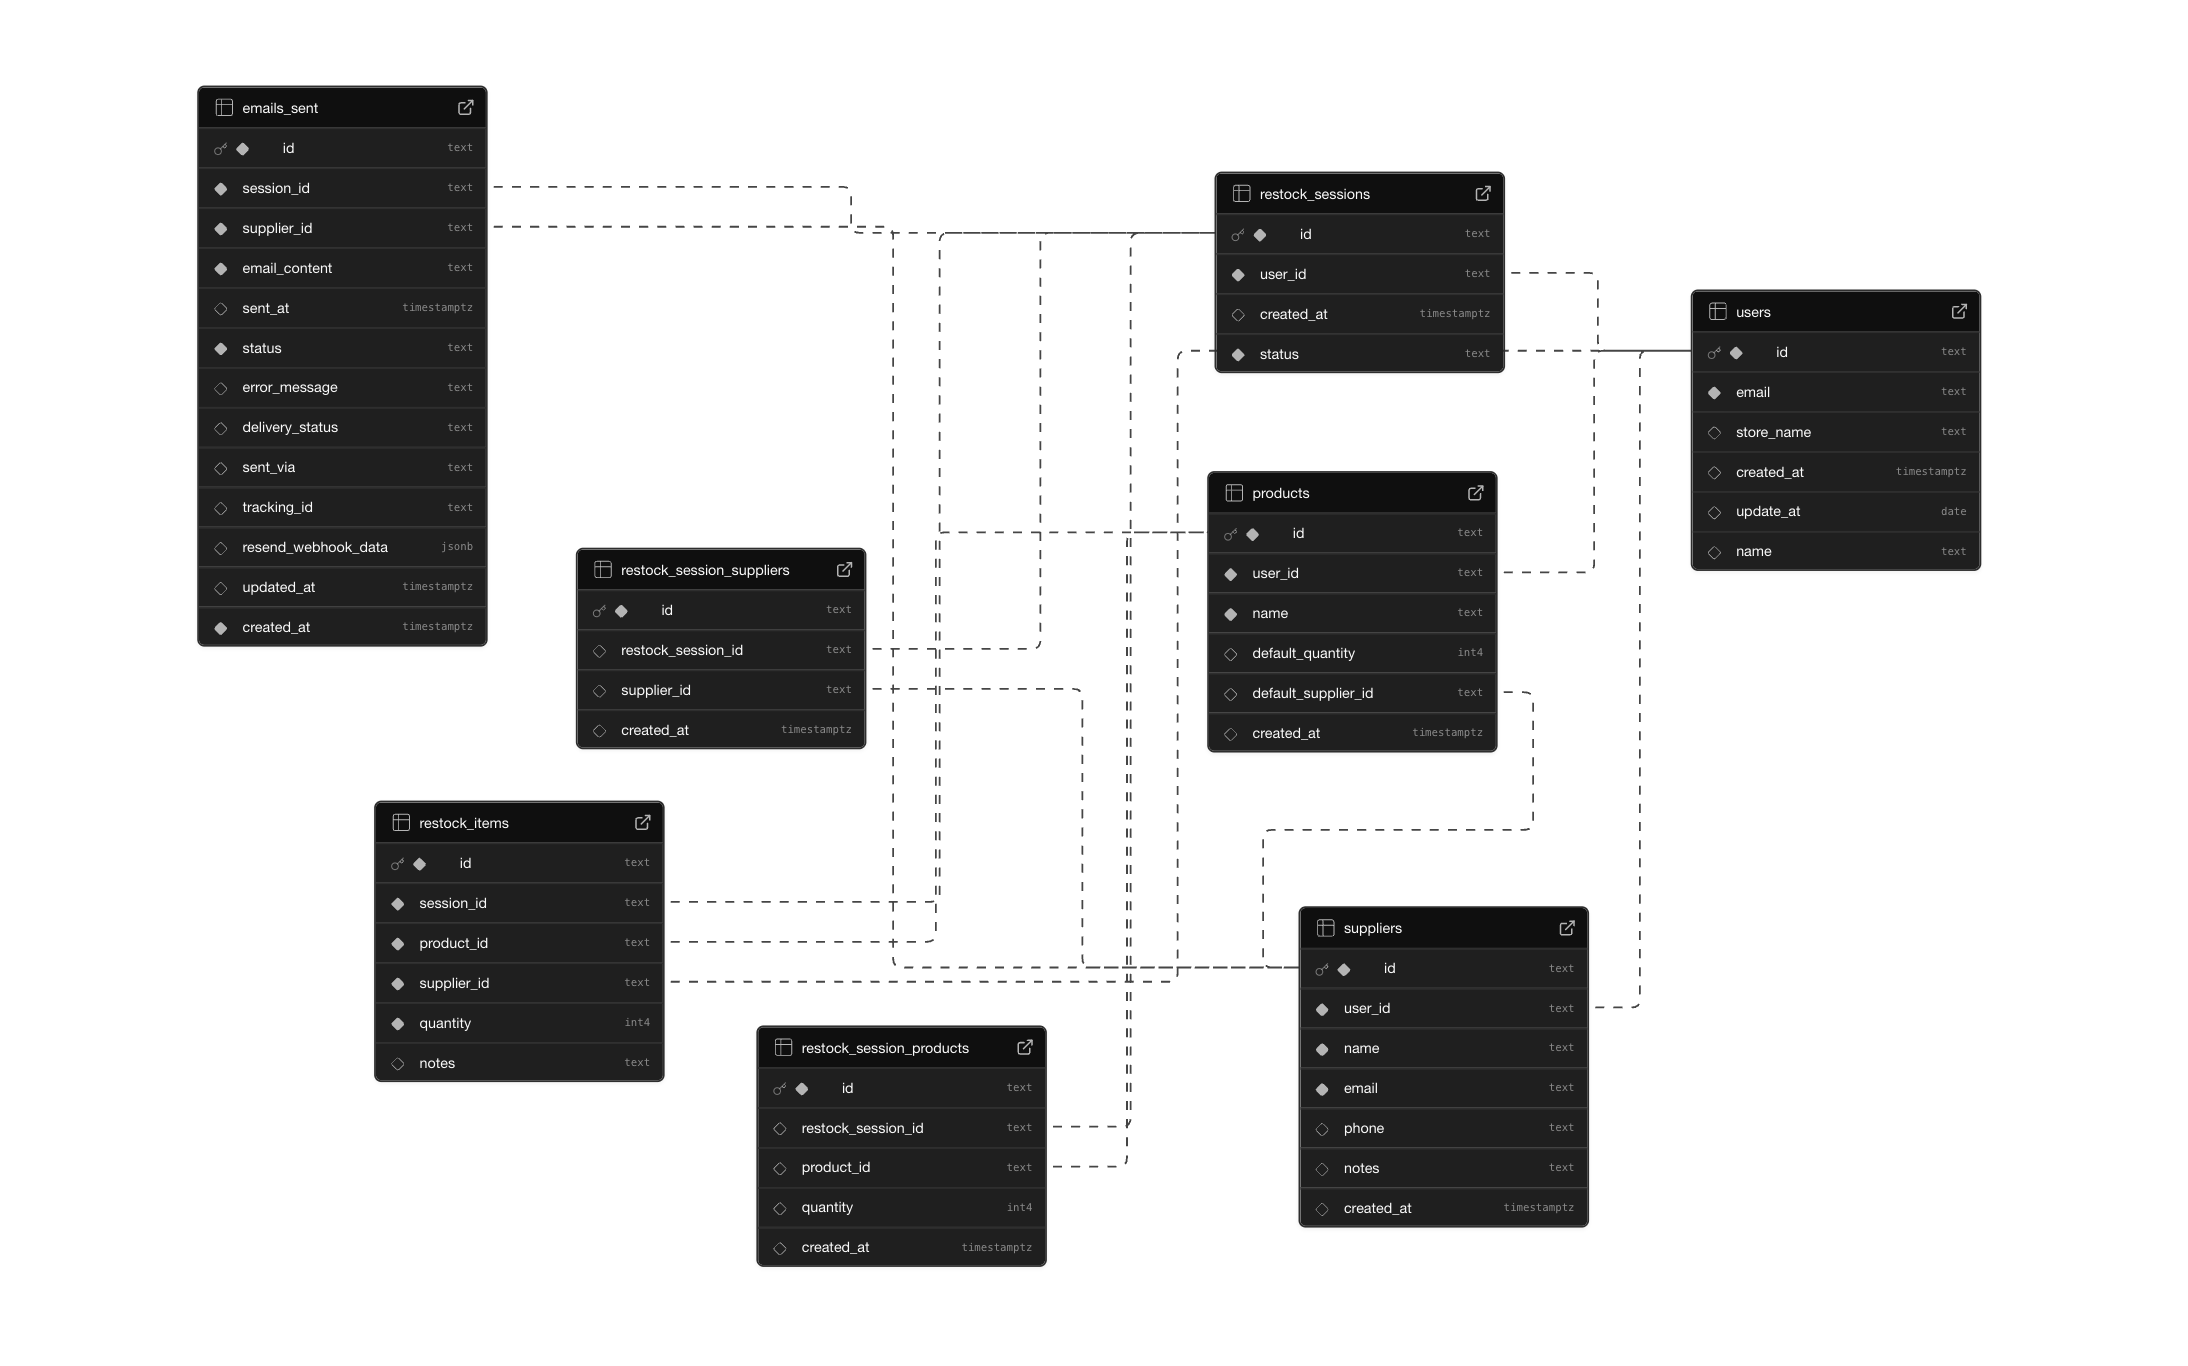 emails_sent
id text
session_id text
supplier_id text
email_content text
sent_at timestamptz
status text
error_message text
delivery_status text
sent_via text
tracking_id text
resend_webhook_data jsonb
updated_at timestamptz
created_at timestamptz
restock_sessions
id text
user_id text
created_at timestamptz
status text
users
id text
email text
store_name text
created_at timestamptz
update_at date
name text
products
id text
user_id text
name text
default_quantity int4
default_supplier_id text
created_at timestamptz
restock_session_suppliers
id text
restock_session_id text
supplier_id text
created_at timestamptz
restock_items
id text
session_id text
product_id text
supplier_id text
quantity int4
notes text
suppliers
id text
user_id text
name text
email text
phone text
notes text
created_at timestamptz
restock_session_products
id text
restock_session_id text
product_id text
quantity int4
created_at timestamptz